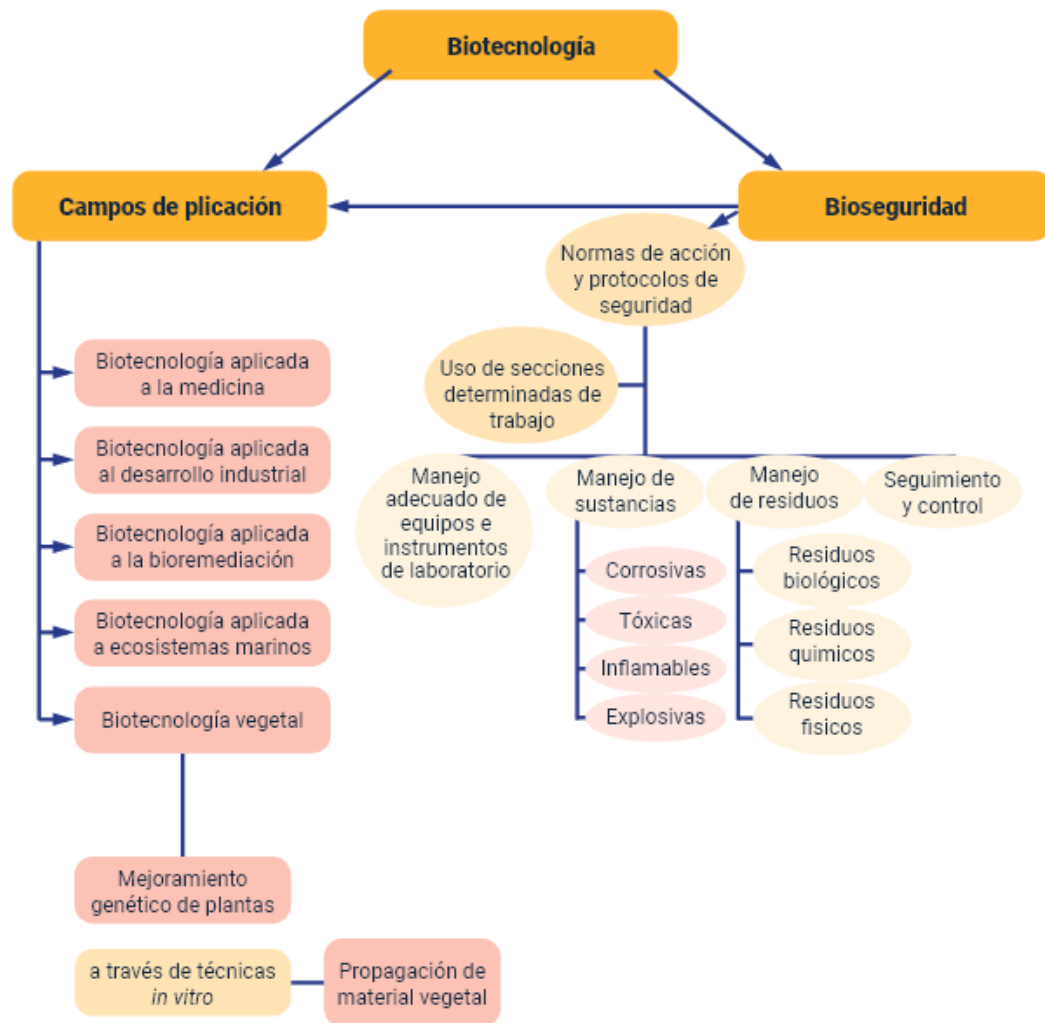 Biotecnología
Campos de plicación
Bioseguridad
Normas de acción
y protocolos de
seguridad
Uso de secciones
determinadas de
trabajo
Biotecnología aplicada
a la medicina
Biotecnología aplicada
al desarrollo industrial
Biotecnología aplicada
a la bioremediación
Biotecnología aplicada
a ecosistemas marinos
Biotecnología vegetal
Manejo
adecuado de
equipos e
instrumentos
de laboratorio
Manejo de
sustancias
Corrosivas
Tóxicas
Inflamables
Explosivas
Manejo
de residuos
Residuos
biológicos
Residuos
quimicos
Residuos
fisicos
Seguimiento
y control
Mejoramiento
genético de plantas
a través de técnicas
in vitro
Propagación de
material vegetal